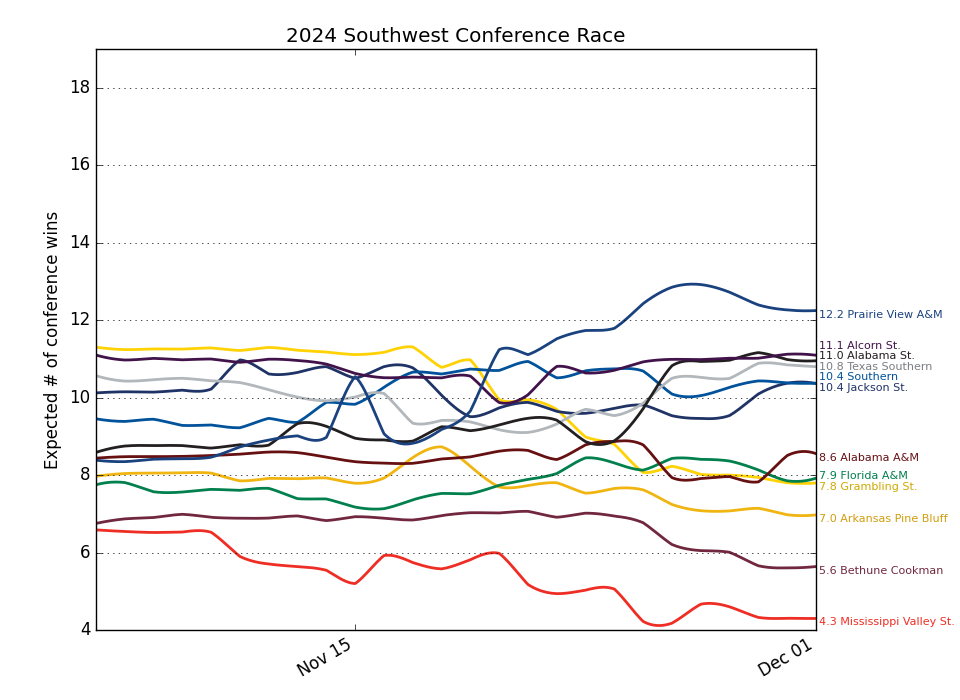 2024 Southwest Conference Race
Expected # of conference wins
18
16
14
12
10
8
6
4
Nov 15
Dec 01
12.2 Prairie View A&M
11.1 Alcorn St.
11.0 Alabama St.
10.8 Texas Southern
10.4 Southern
10.4 Jackson St.
8.6 Alabama A&M
7.9 Florida A&M
7.8 Grambling St.
7.0 Arkansas Pine Bluff
5.6 Bethune Cookman
4.3 Mississippi Valley St.